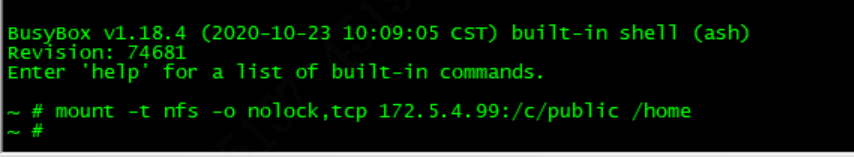 BusyBox v1.18.4 (2020-10-23 10:09:05 CST) built-in shell (ash)
Revision: 74681
Enter 'help' for a list of built-in commands.
~ # mount -t nfs -o nolock,tcp 172.5.4.99:/c/public /home
~ #